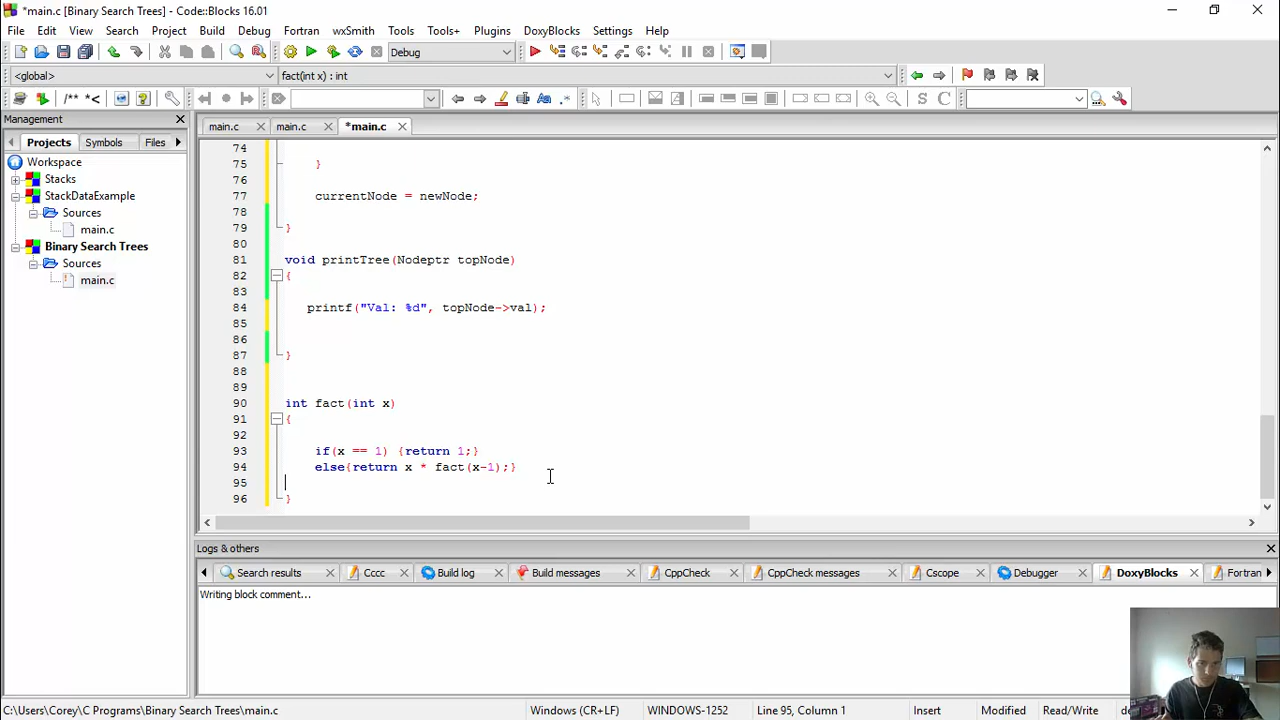 *main.c [Binary Search Trees] - Code::Blocks 16.01
File Edit View Search Project Build Debug Fortran wxSmith Tools Tools+ Plugins DoxyBlocks Settings Help
Debug
<global> fact(int x) : int
/** *<
S C
Management
Projects Symbols Files
main.c main.c *main.c
Workspace
Stacks
StackDataExample
Sources
main.c
Binary Search Trees
Sources
main.c
74
75 }
76
77 currentNode = newNode;
78
79 }
80
81 void printTree(Nodeptr topNode)
82 {
83
84 printf("Val: %d", topNode->val);
85
86
87 }
88
89
90 int fact(int x)
91 {
92
93 if(x == 1) {return 1;}
94 else{return x * fact(x-1);}
95
96 }
Logs & others
Search results Cccc Build log Build messages CppCheck CppCheck messages Cscope Debugger DoxyBlocks Fortran
Writing block comment...
C:\Users\Corey\C Programs\Binary Search Trees\main.c Windows (CR+LF) WINDOWS-1252 Line 95, Column 1 Insert Modified Read/Write